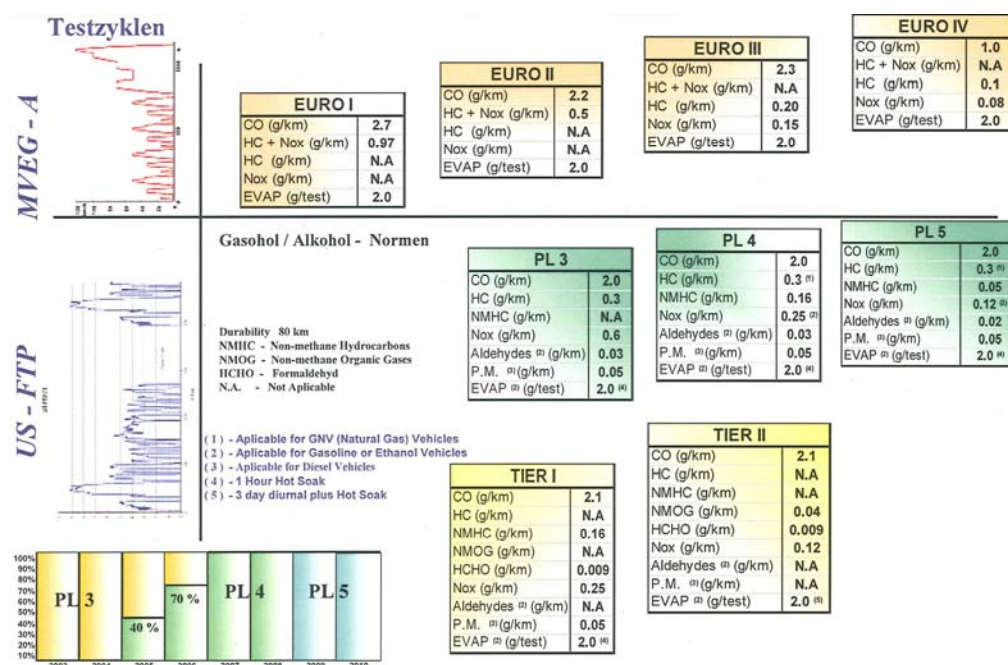 Testzyklen
MVEG - A
EURO I
CO (g/km) 2.7
HC + Nox (g/km) 0.97
HC (g/km) N.A
Nox (g/km) N.A
EVAP (g/test) 2.0
EURO II
CO (g/km) 2.2
HC + Nox (g/km) 0.5
HC (g/km) N.A
Nox (g/km) N.A
EVAP (g/test) 2.0
EURO III
CO (g/km) 2.3
HC + Nox (g/km) N.A
HC (g/km) 0.20
Nox (g/km) 0.15
EVAP (g/test) 2.0
EURO IV
CO (g/km) 1.0
HC + Nox (g/km) N.A
HC (g/km) 0.1
Nox (g/km) 0.08
EVAP (g/test) 2.0
US - FTP
Gasohol / Alkohol - Normen
Durability 80 km
NMHC - Non-methane Hydrocarbons
NMOG - Non-methane Organic Gases
HCHO - Formaldehyd
N.A. - Not Aplicable
(1) - Aplicable for GNV (Natural Gas) Vehicles
(2) - Aplicable for Gasoline or Ethanol Vehicles
(3) - Aplicable for Diesel Vehicles
(4) - 1 Hour Hot Soak
(5) - 3 day diurnal plus Hot Soak
PL 3
CO (g/km) 2.0
HC (g/km) 0.3
NMHC (g/km) N.A
Nox (g/km) 0.6
Aldehydes (2) (g/km) 0.03
P.M. (3) (g/km) 0.05
EVAP (2) (g/test) 2.0 (4)
PL 4
CO (g/km) 2.0
HC (g/km) 0.3 (1)
NMHC (g/km) 0.16
Nox (g/km) 0.25 (2)
Aldehydes (2) (g/km) 0.03
P.M. (3) (g/km) 0.05
EVAP (2) (g/test) 2.0 (4)
PL 5
CO (g/km) 2.0
HC (g/km) 0.3 (1)
NMHC (g/km) 0.05
Nox (g/km) 0.12 (2)
Aldehydes (2) (g/km) 0.02
P.M. (3) (g/km) 0.05
EVAP (2) (g/test) 2.0 (4)
TIER I
CO (g/km) 2.1
HC (g/km) N.A
NMHC (g/km) 0.16
NMOG (g/km) N.A
HCHO (g/km) 0.009
Nox (g/km) 0.25
Aldehydes (2) (g/km) N.A
P.M. (3) (g/km) 0.05
EVAP (2) (g/test) 2.0 (4)
TIER II
CO (g/km) 2.1
HC (g/km) N.A
NMHC (g/km) N.A
NMOG (g/km) 0.04
HCHO (g/km) 0.009
Nox (g/km) 0.12
Aldehydes (2) (g/km) N.A
P.M. (3) (g/km) N.A
EVAP (2) (g/test) 2.0 (5)
100%
90%
80%
70%
60%
50%
40%
30%
20%
10%
PL 3
40 %
70 %
PL 4
PL 5
2003 2004 2005 2006 2007 2008 2009 2010